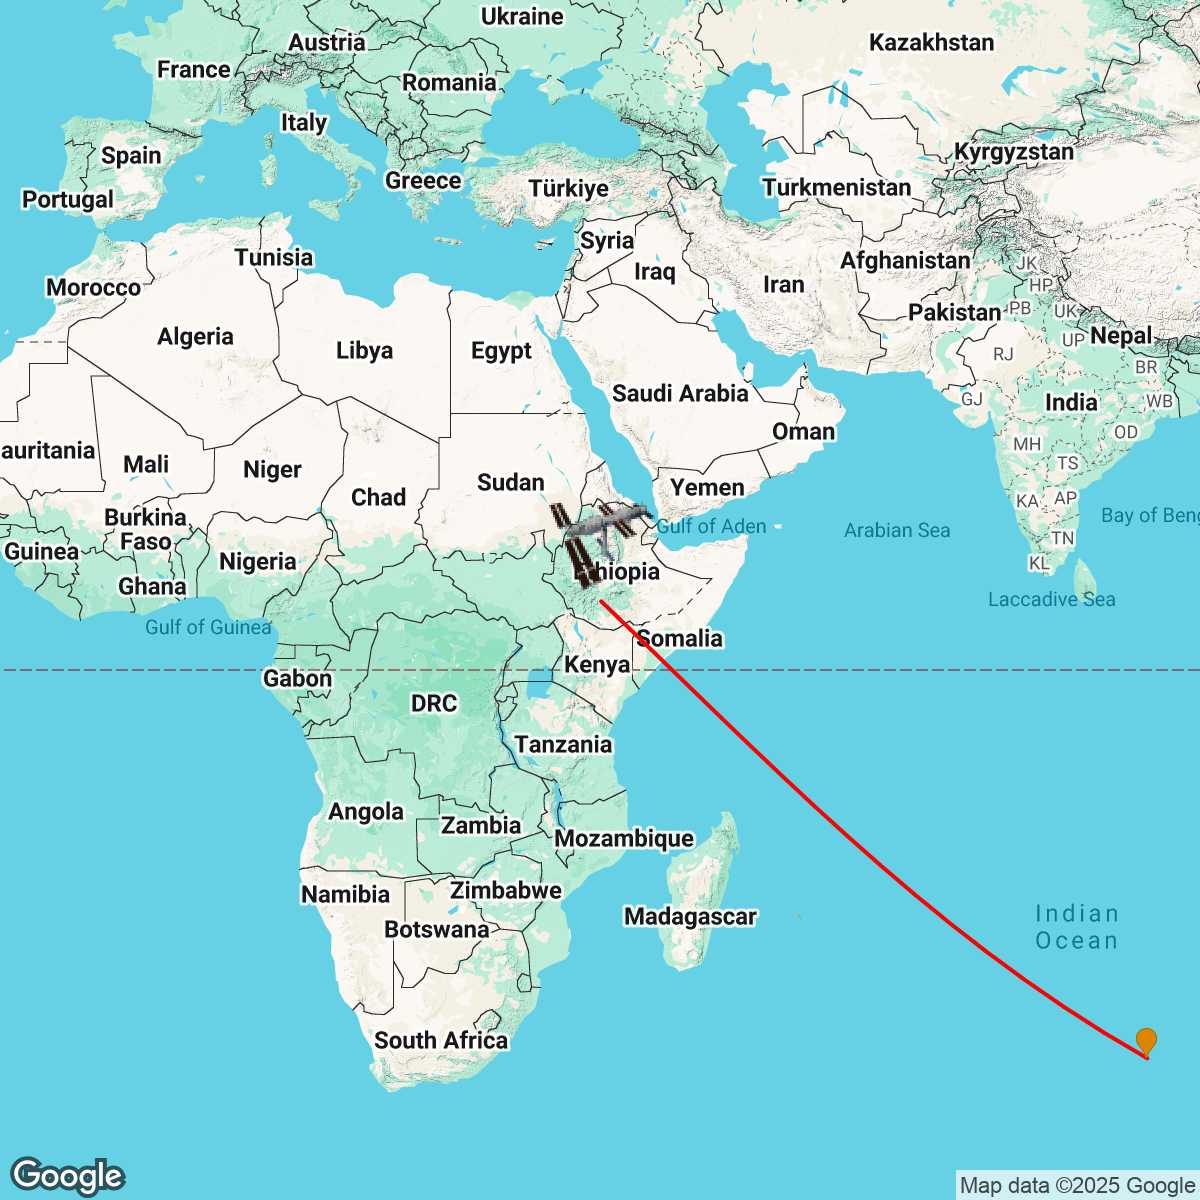 Ukraine
Austria
Kazakhstan
France
Romania
Italy
Spain
Kyrgyzstan
Greece
Türkiye
Turkmenistan
Portugal
Syria
Tunisia
Iraq
Afghanistan
JK
Morocco
Iran
HP
Pakistan
PB
UK
Algeria
Libya
Egypt
UP
Nepal
RJ
BR
Saudi Arabia
GJ
India
WB
Oman
OD
auritania
MH
Mali
Niger
TS
Sudan
Yemen
Chad
KA
AP
Burkina
Faso
Gulf of Aden
Arabian Sea
Bay of Beng
TN
Guinea
Nigeria
KL
Ghana
hiopia
Laccadive Sea
Gulf of Guinea
Somalia
Kenya
Gabon
DRC
Tanzania
Angola
Zambia
Mozambique
Namibia
Zimbabwe
Madagascar
Indian
Ocean
Botswana
South Africa
Google
Map data ©2025 Google